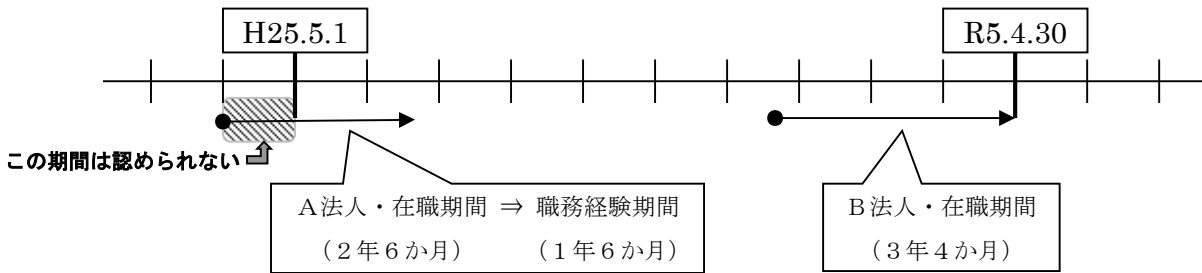 H25.5.1
R5.4.30
この期間は認められない
A法人・在職期間 ⇒ 職務経験期間
(2年6か月) (1年6か月)
B法人・在職期間
(3年4か月)